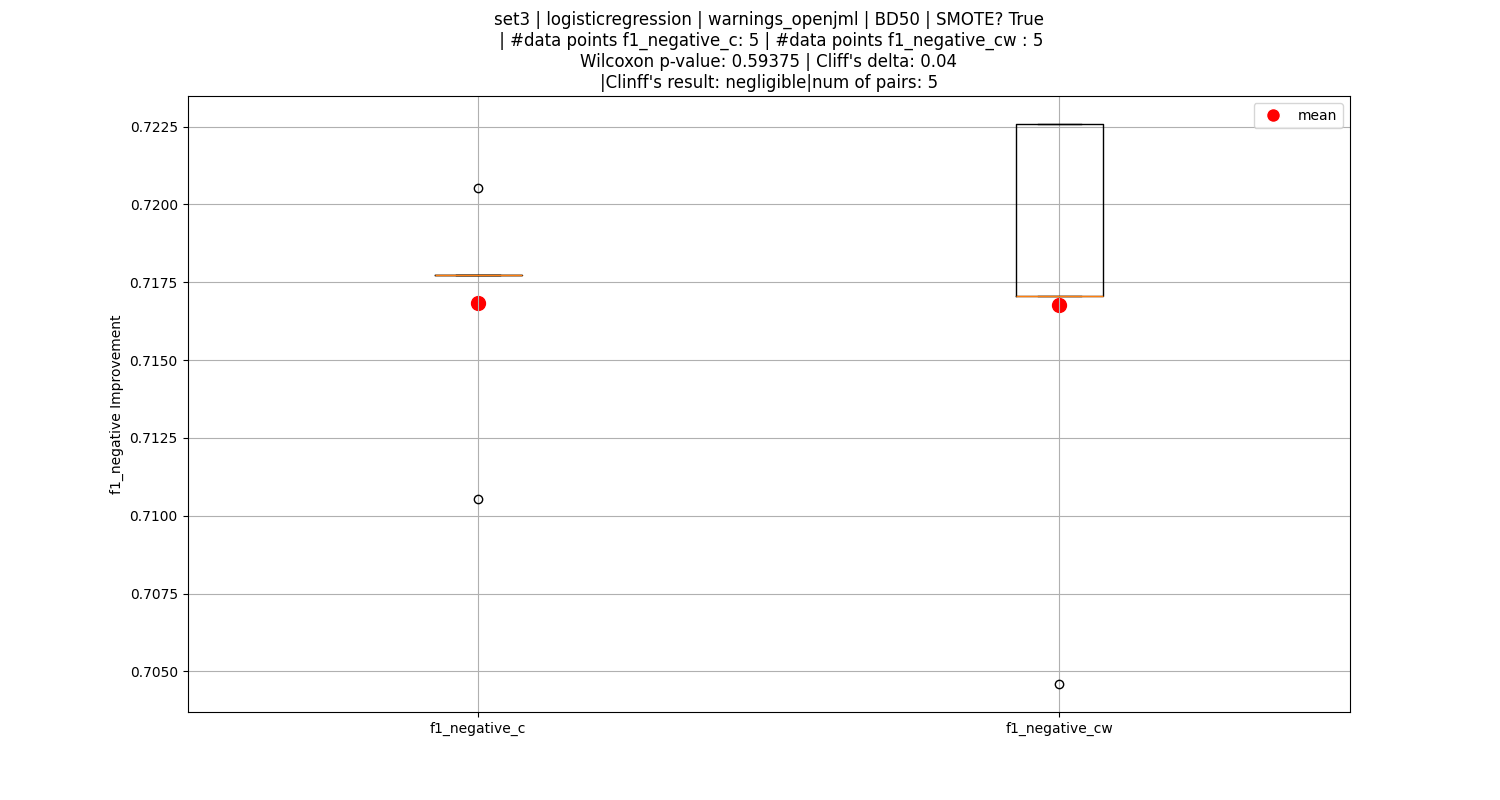 set3 | logisticregression | warnings_openjml | BD50 | SMOTE? True
| #data points f1_negative_c: 5 | #data points f1_negative_cw : 5
Wilcoxon p-value: 0.59375 | Cliff's delta: 0.04
|Clinff's result: negligible|num of pairs: 5
mean
0.7225
0.7200
0.7175
0.7150
0.7125
0.7100
0.7075
0.7050
f1_negative Improvement
f1_negative_c
f1_negative_cw